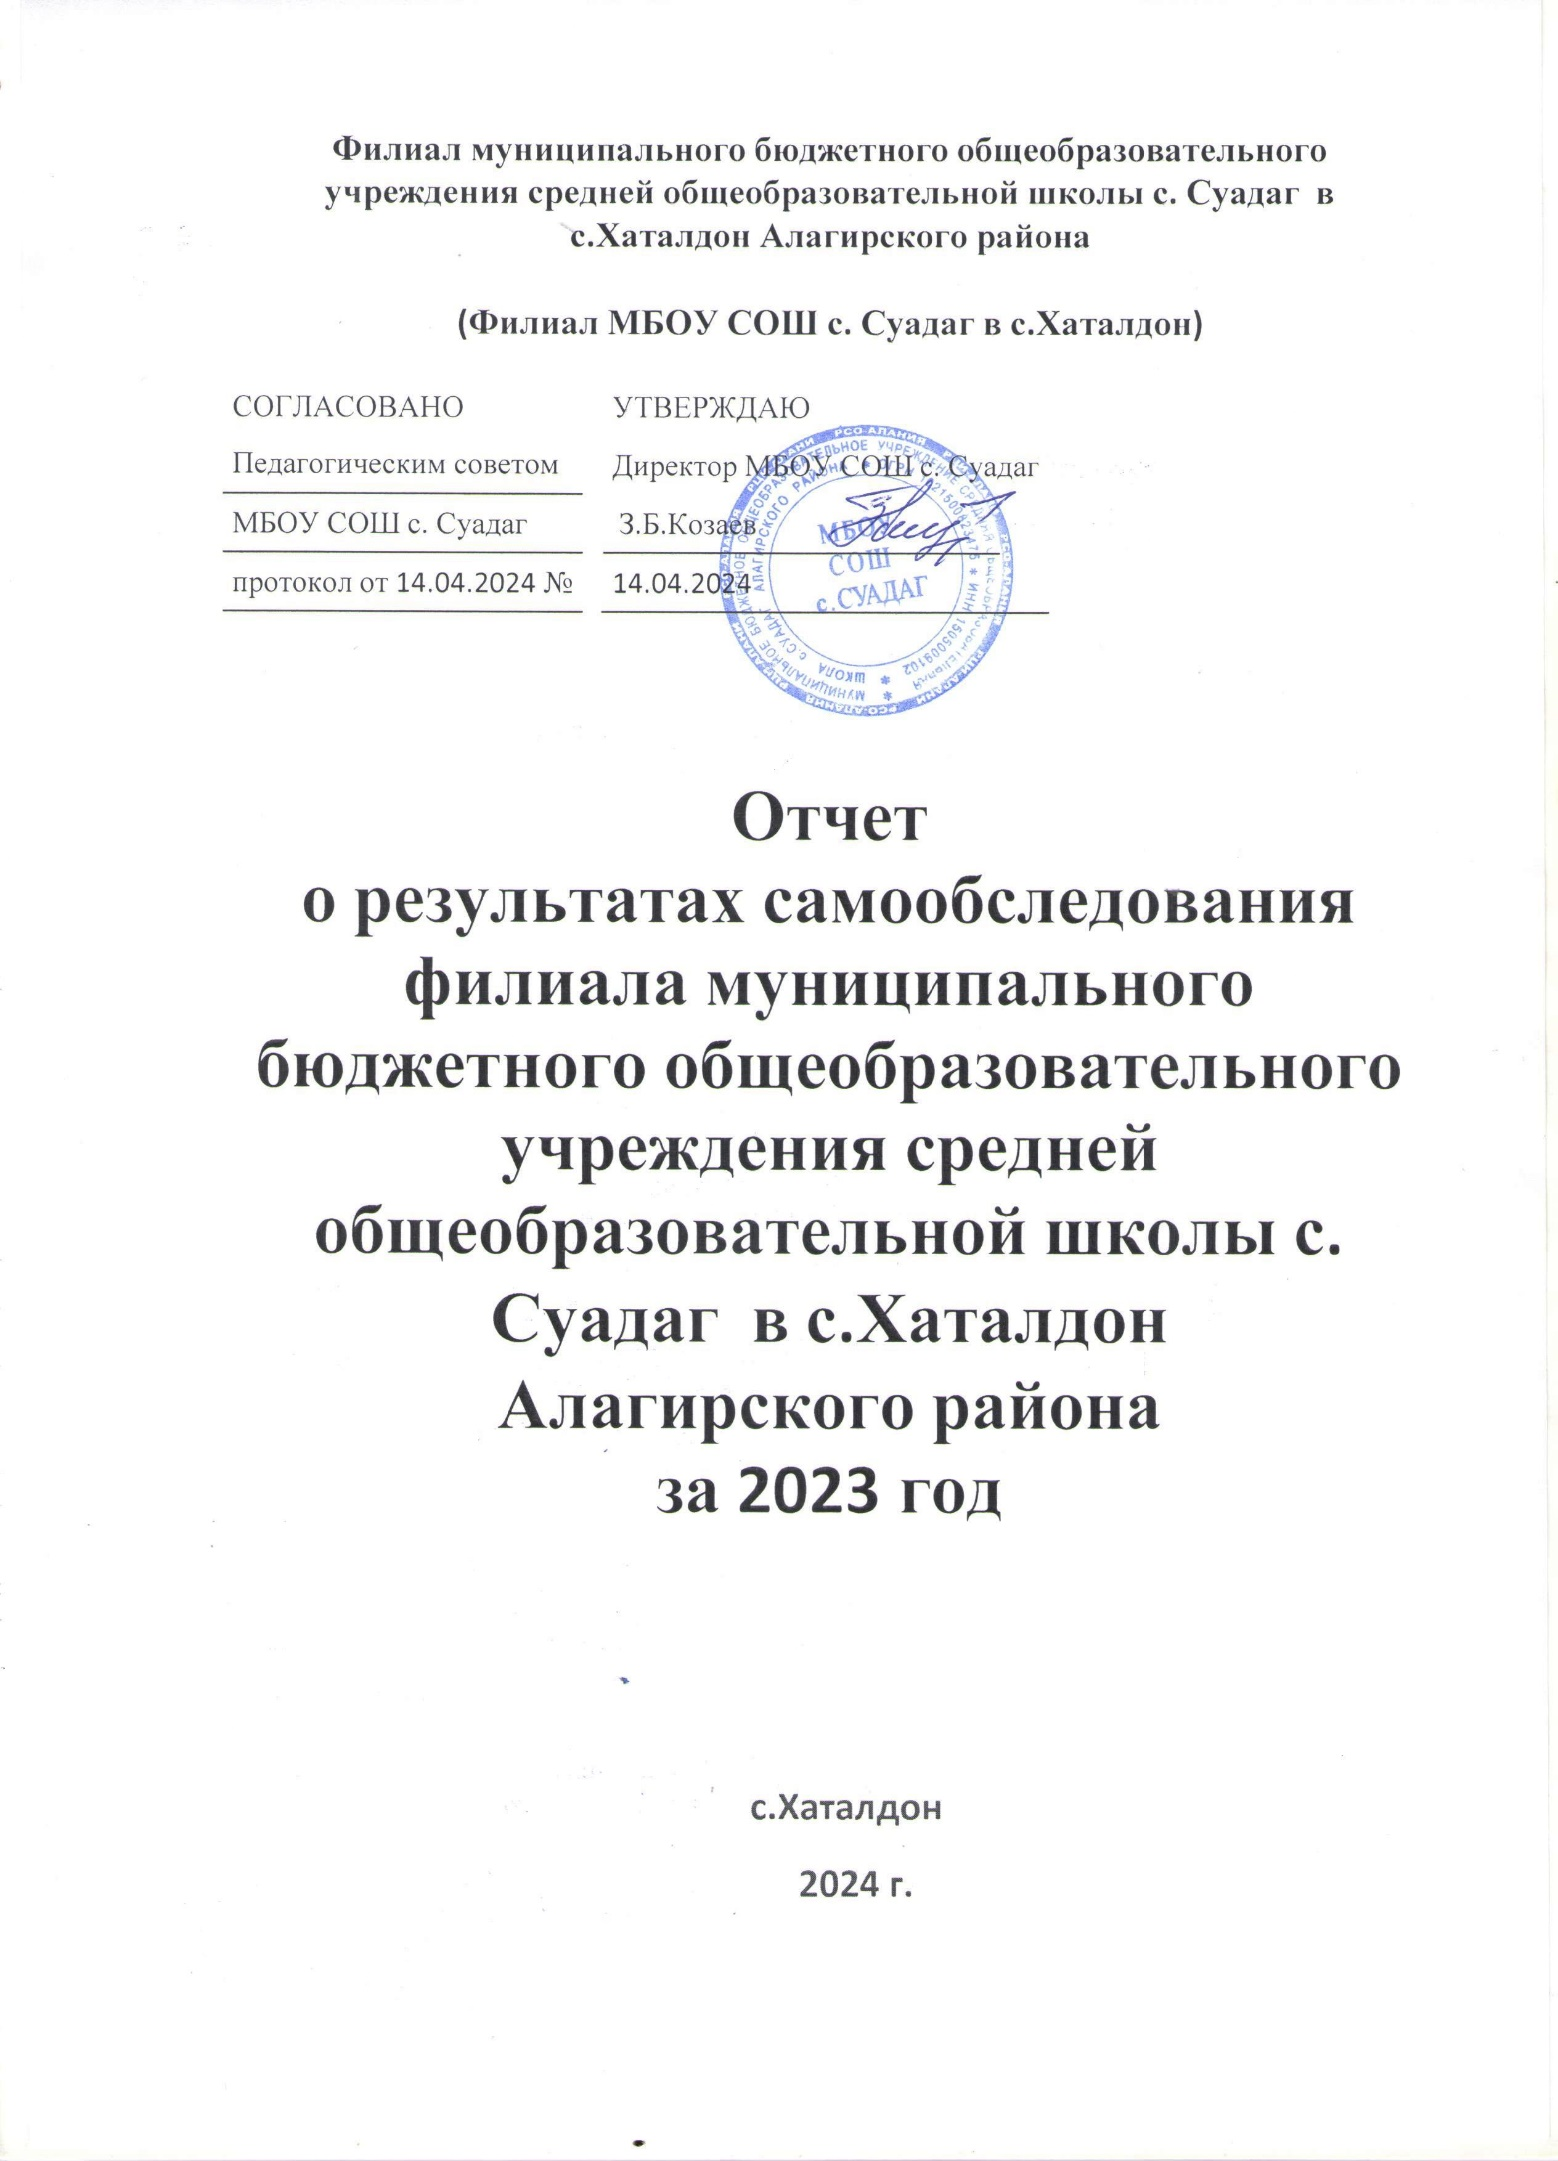 Филиал муниципального бюджетного общеобразовательного
учреждения средней общеобразовательной школы с. Суадаг в
с.Хаталдон Алагирского района
(Филиал МБОУ СОШ с. Суадаг в с.Хаталдон)
СОГЛАСОВАНО
Педагогическим советом
МБОУ СОШ с. Суадаг
протокол от 14.04.2024 №
УТВЕРЖДАЮ
Директор МБОУ СОШ с. Суадаг
З.Б.Козаев
14.04.2024
МБОУ
СОШ
с.СУАДАГ
Отчет
о результатах самообследования
филиала муниципального
бюджетного общеобразовательного
учреждения средней
общеобразовательной школы с.
Суадаг в с.Хаталдон
Алагирского района
за 2023 год
с.Хаталдон
2024 г.